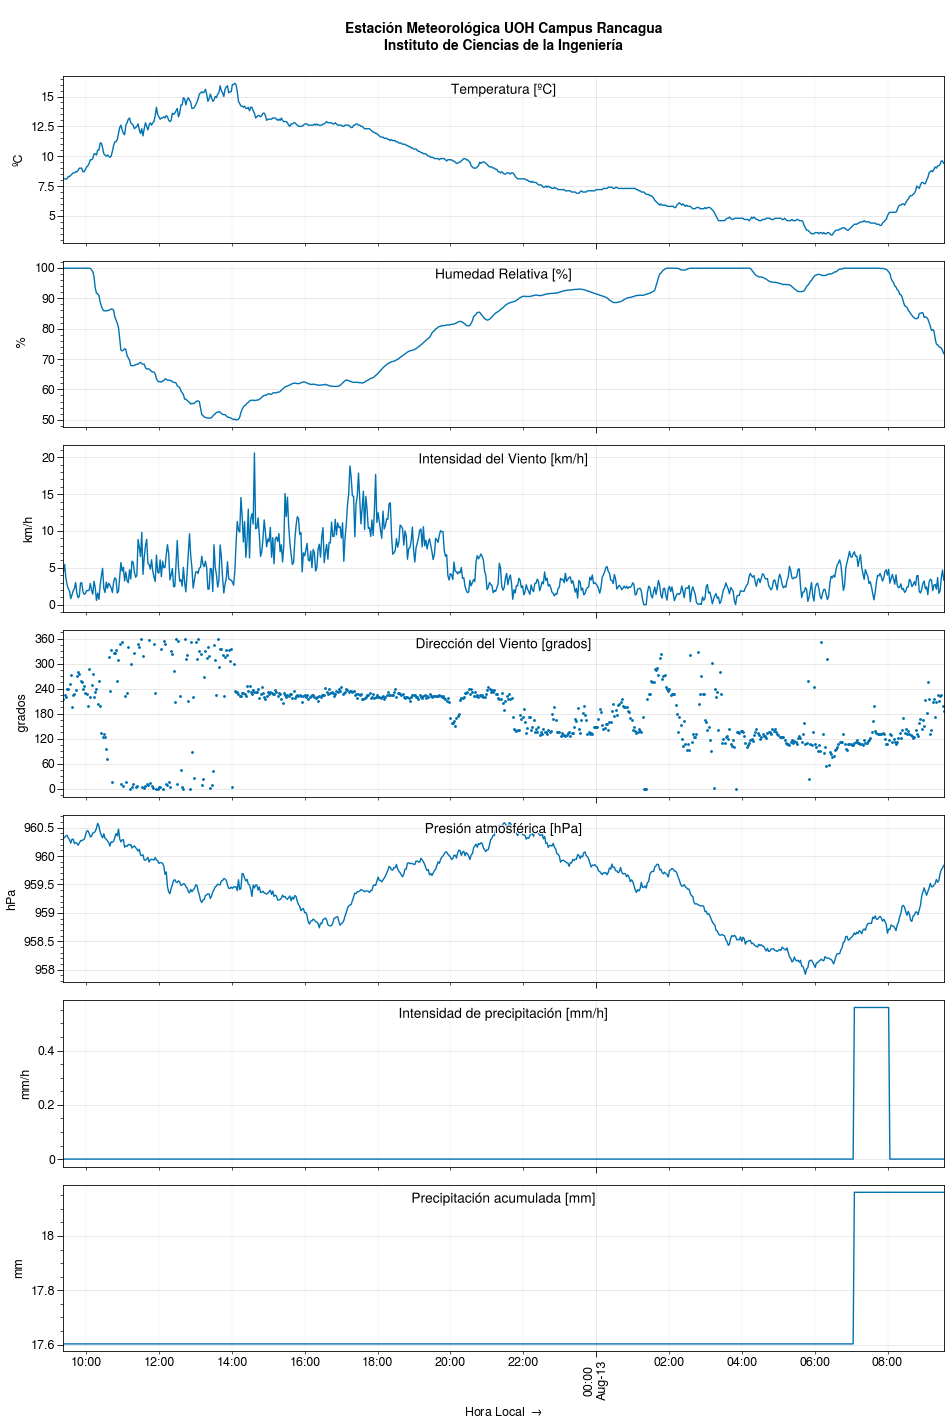 Estación Meteorológica UOH Campus Rancagua
Instituto de Ciencias de la Ingeniería
Temperatura [ºC]
15
12.5
10
7.5
5
ºC
Humedad Relativa [%]
100
90
80
70
60
50
%
Intensidad del Viento [km/h]
20
15
10
5
0
km/h
Dirección del Viento [grados]
360
300
240
180
120
60
0
grados
Presión atmosférica [hPa]
960.5
960
959.5
959
958.5
958
hPa
Intensidad de precipitación [mm/h]
0.4
0.2
0
mm/h
Precipitación acumulada [mm]
18
17.8
17.6
mm
10:00 12:00 14:00 16:00 18:00 20:00 22:00 00:00 02:00 04:00 06:00 08:00
Aug-13
Hora Local →